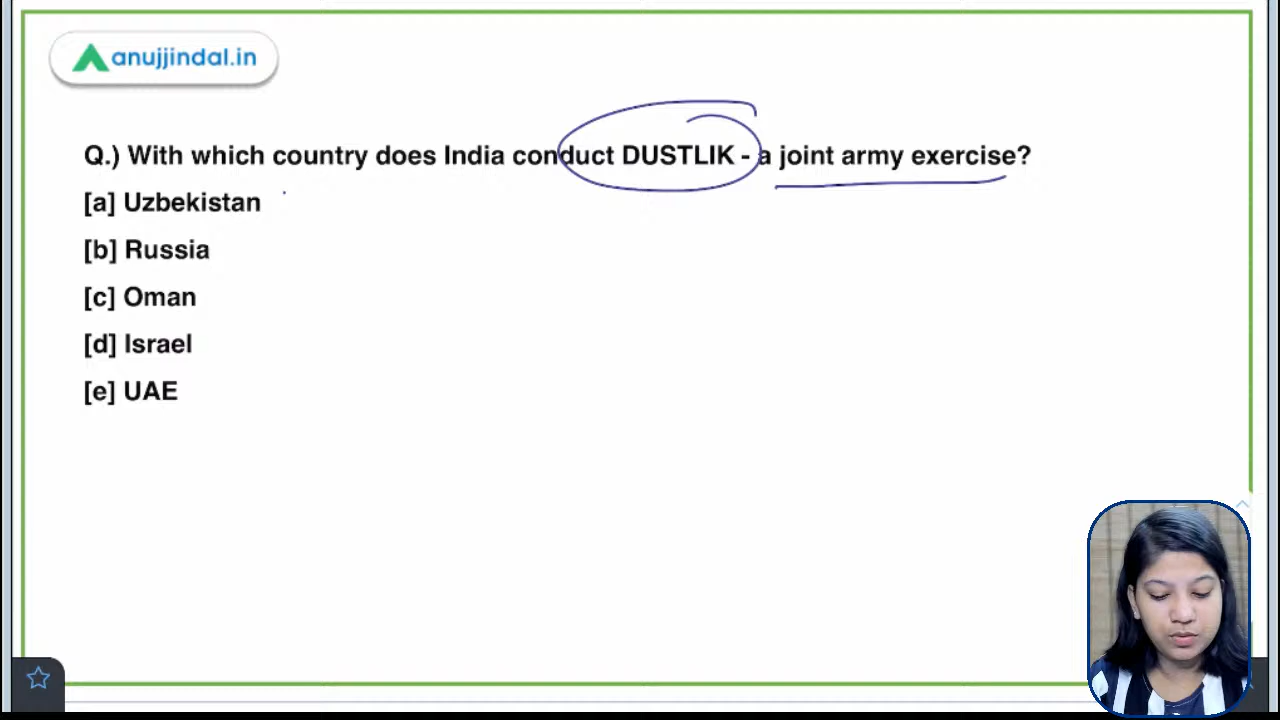 anujjindal.in
Q.) With which country does India conduct DUSTLIK - a joint army exercise?
[a] Uzbekistan
[b] Russia
[c] Oman
[d] Israel
[e] UAE